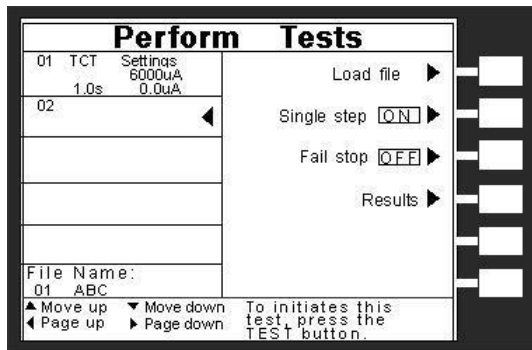 Perform Tests
01 TCT Settings
6000uA
1.0s 0.0uA
02
File Name:
01 ABC
Load file
Single step ON
Fail stop OFF
Results
▲ Move up ▼ Move down
◀ Page up ▶ Page down
To initiates this
test, press the
TEST button.